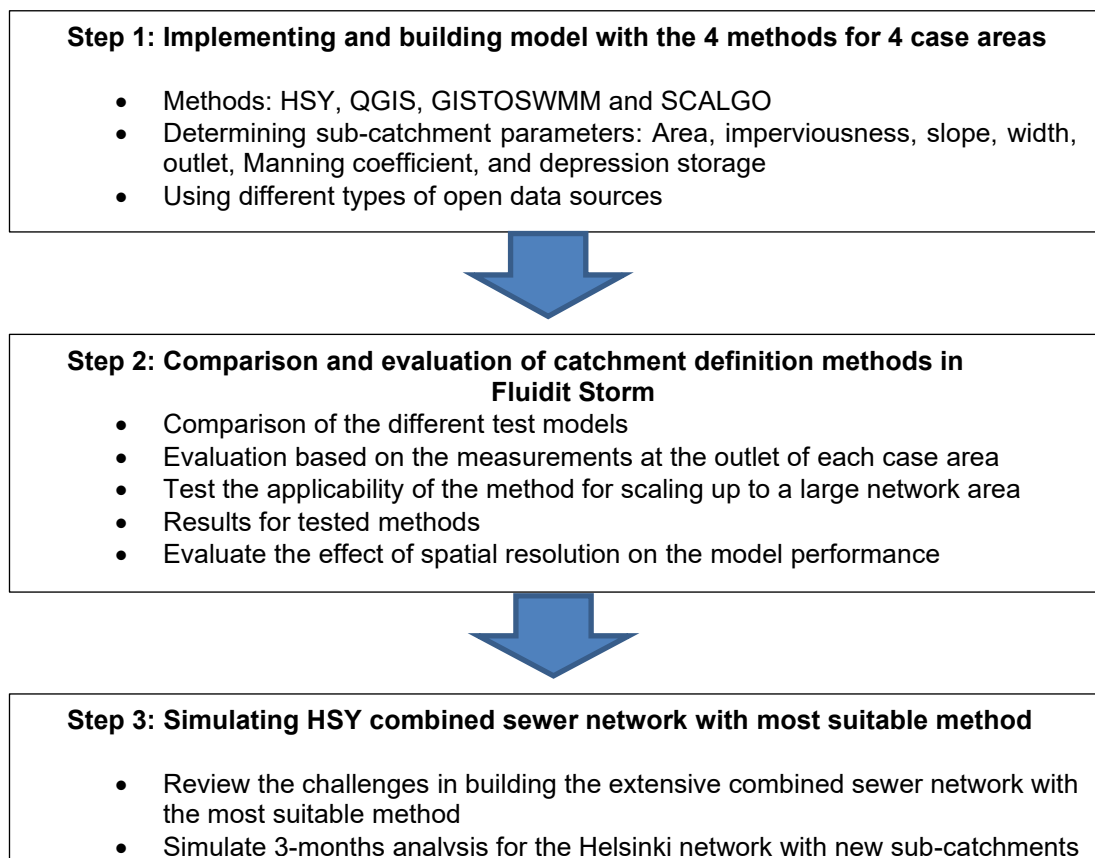 Step 1: Implementing and building model with the 4 methods for 4 case areas
• Methods: HSY, QGIS, GISTOSWMM and SCALGO
• Determining sub-catchment parameters: Area, imperviousness, slope, width,
outlet, Manning coefficient, and depression storage
• Using different types of open data sources
Step 2: Comparison and evaluation of catchment definition methods in
Fluidit Storm
• Comparison of the different test models
• Evaluation based on the measurements at the outlet of each case area
• Test the applicability of the method for scaling up to a large network area
• Results for tested methods
• Evaluate the effect of spatial resolution on the model performance
Step 3: Simulating HSY combined sewer network with most suitable method
• Review the challenges in building the extensive combined sewer network with
the most suitable method
• Simulate 3-months analysis for the Helsinki network with new sub-catchments